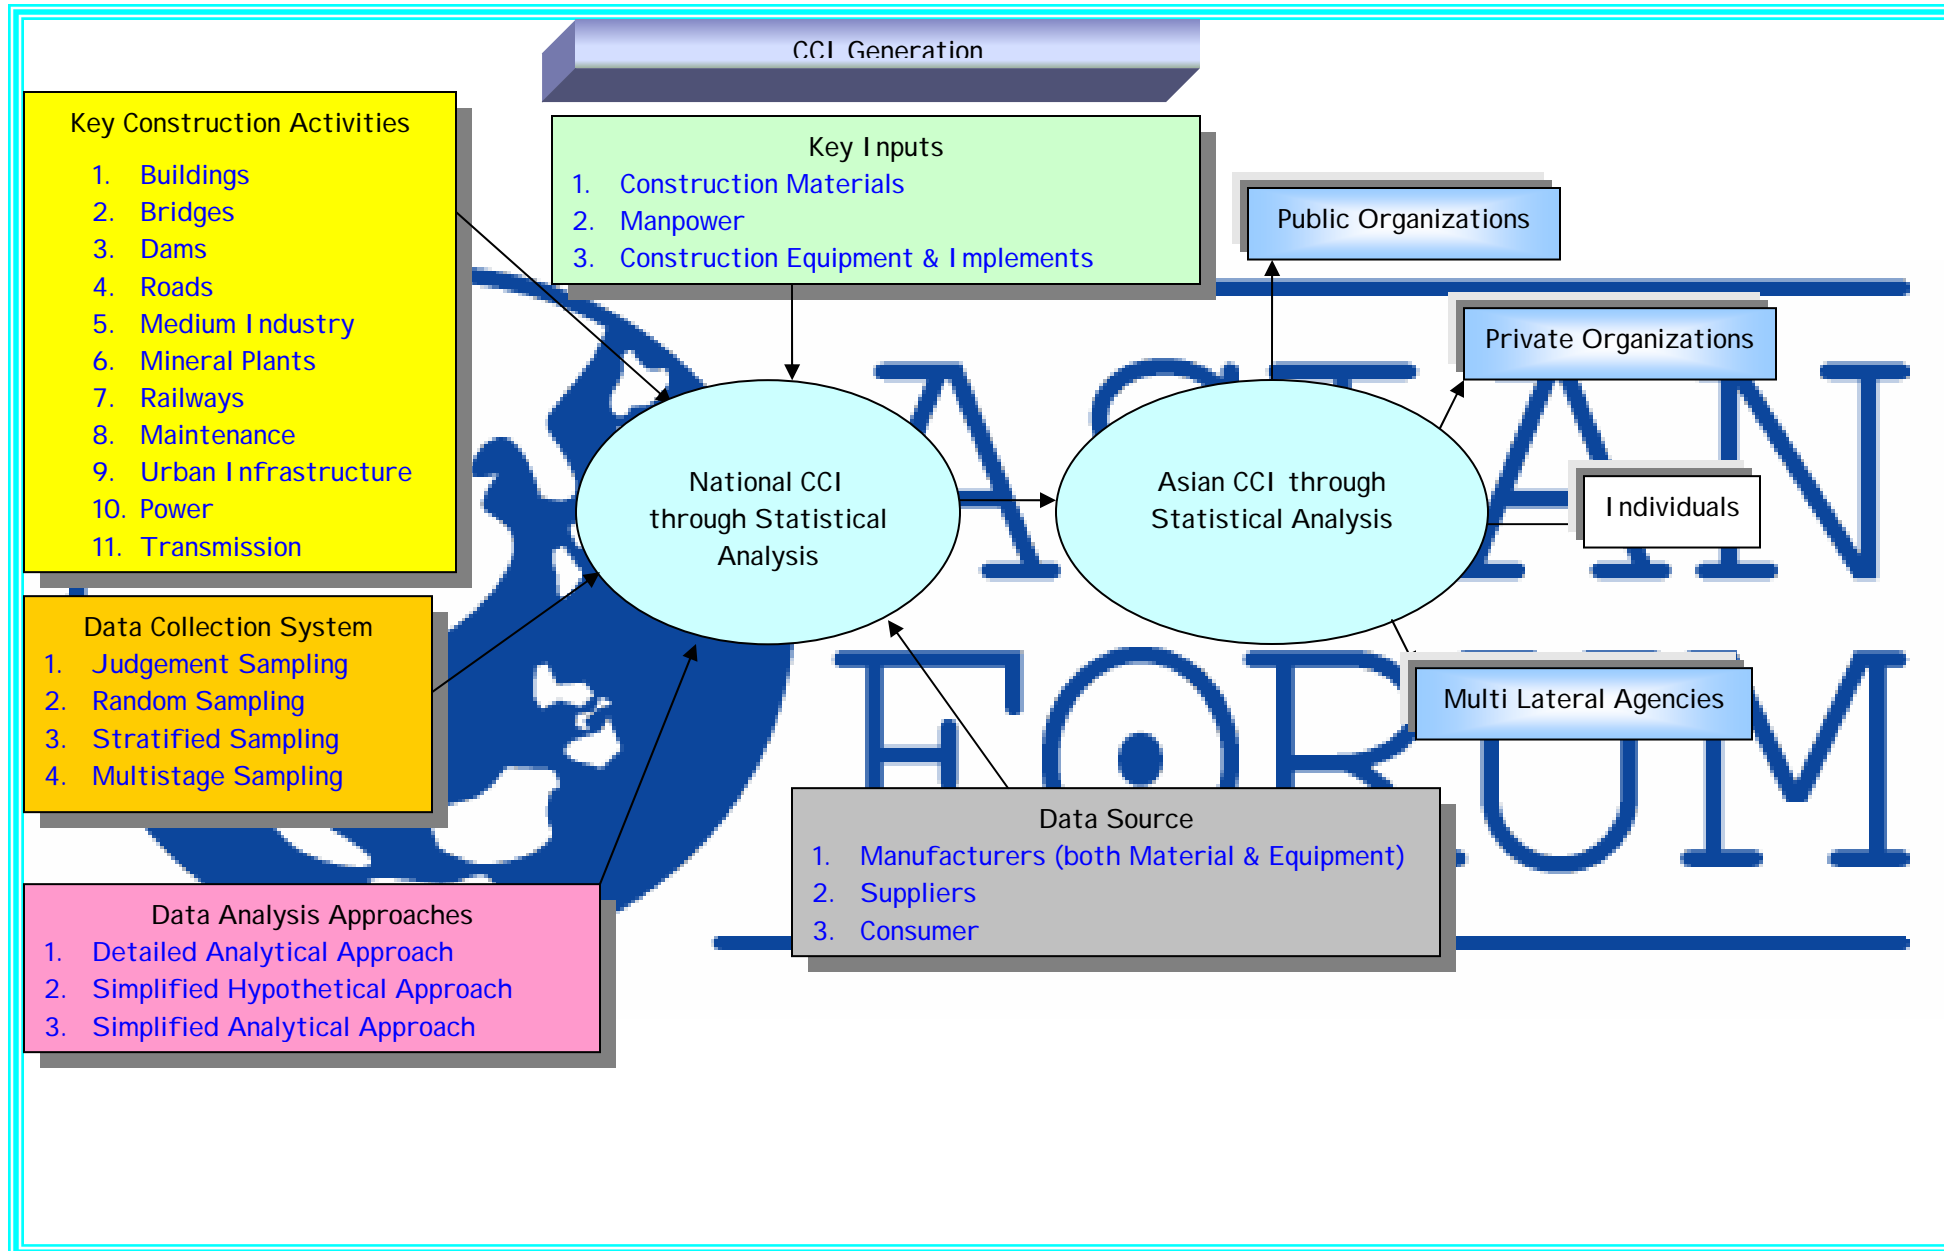 CCI Generation
Key Construction Activities
1. Buildings
2. Bridges
3. Dams
4. Roads
5. Medium Industry
6. Mineral Plants
7. Railways
8. Maintenance
9. Urban Infrastructure
10. Power
11. Transmission
Key Inputs
1. Construction Materials
2. Manpower
3. Construction Equipment & Implements
Public Organizations
Private Organizations
Individuals
Multi Lateral Agencies
National CCI
through Statistical
Analysis
Asian CCI through
Statistical Analysis
Data Collection System
1. Judgement Sampling
2. Random Sampling
3. Stratified Sampling
4. Multistage Sampling
Data Source
1. Manufacturers (both Material & Equipment)
2. Suppliers
3. Consumer
Data Analysis Approaches
1. Detailed Analytical Approach
2. Simplified Hypothetical Approach
3. Simplified Analytical Approach
ASIAN
FORUM